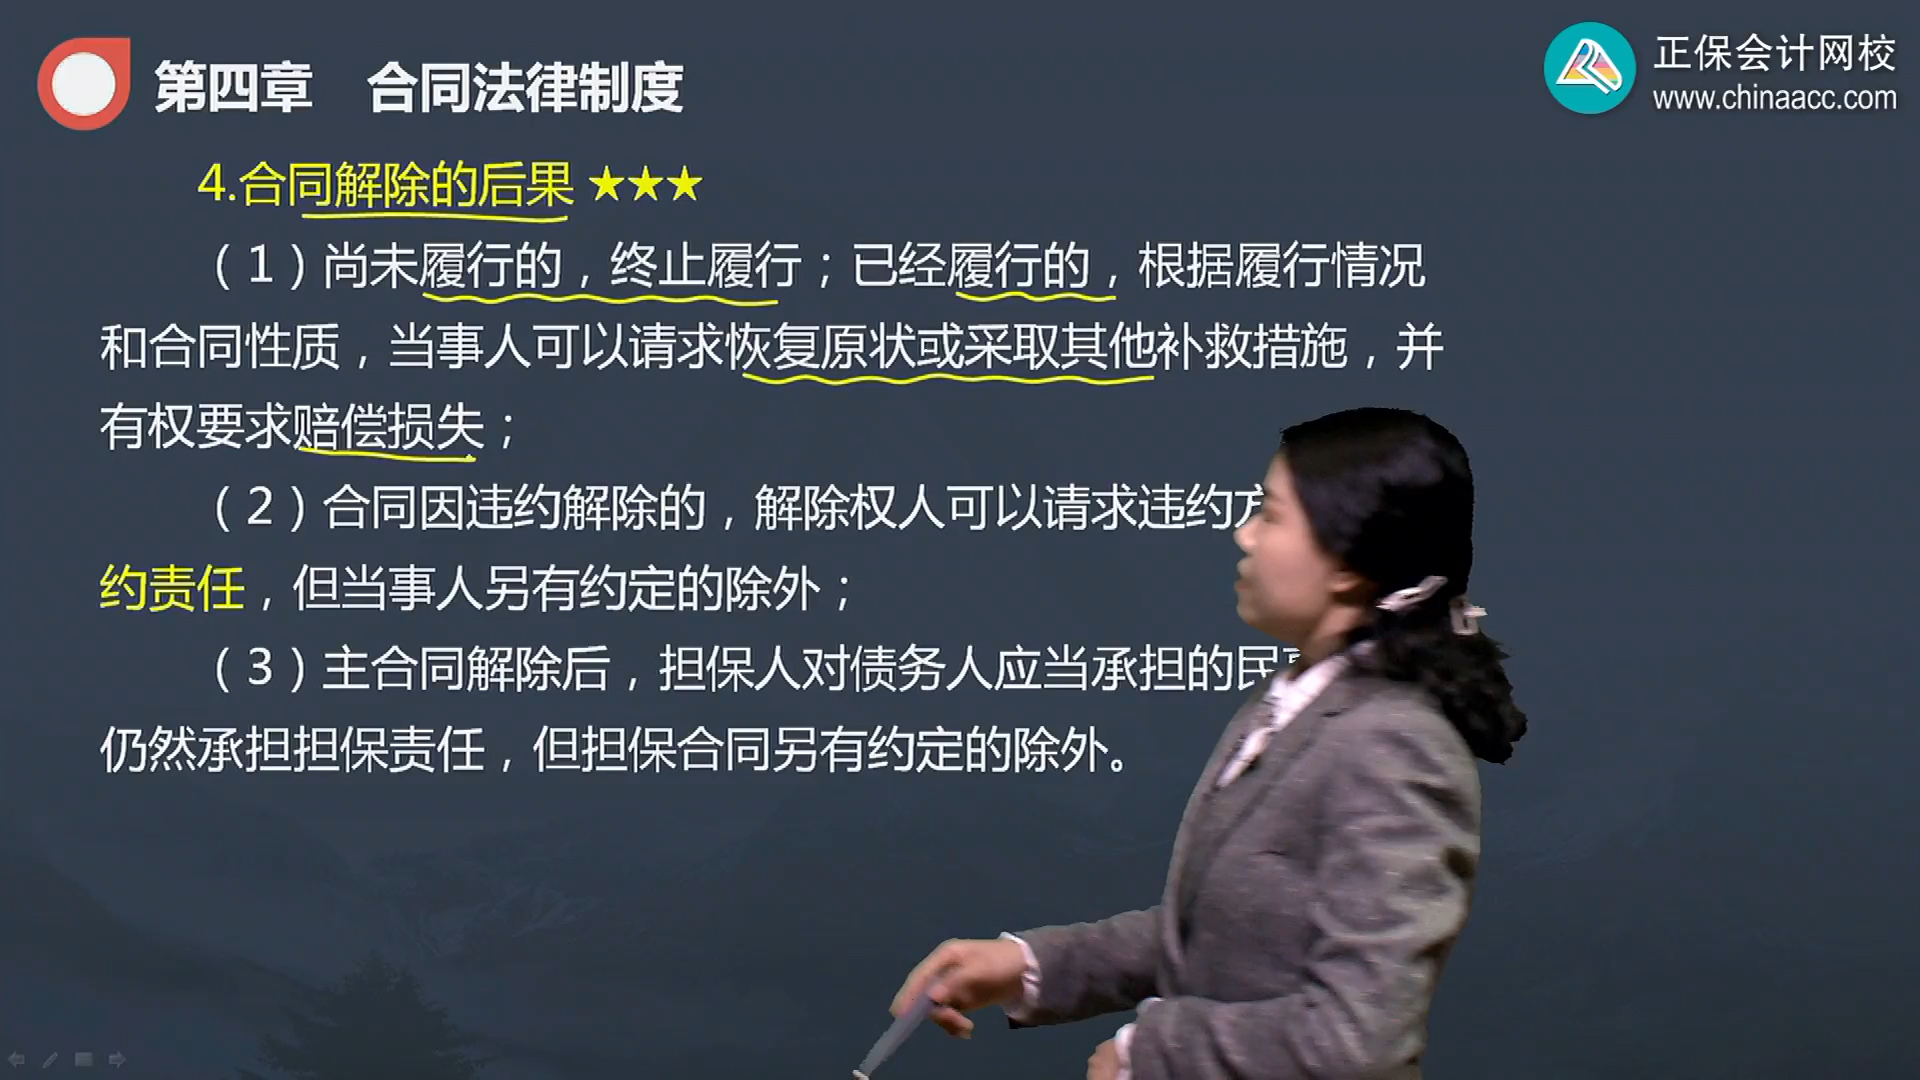 第四章 合同法律制度
正保会计网校
www.chinaacc.com
4.合同解除的后果 ★★★
（1）尚未履行的，终止履行；已经履行的，根据履行情况
和合同性质，当事人可以请求恢复原状或采取其他补救措施，并
有权要求赔偿损失；
（2）合同因违约解除的，解除权人可以请求违约
约责任，但当事人另有约定的除外；
（3）主合同解除后，担保人对债务人应当承担的民
仍然承担担保责任，但担保合同另有约定的除外。